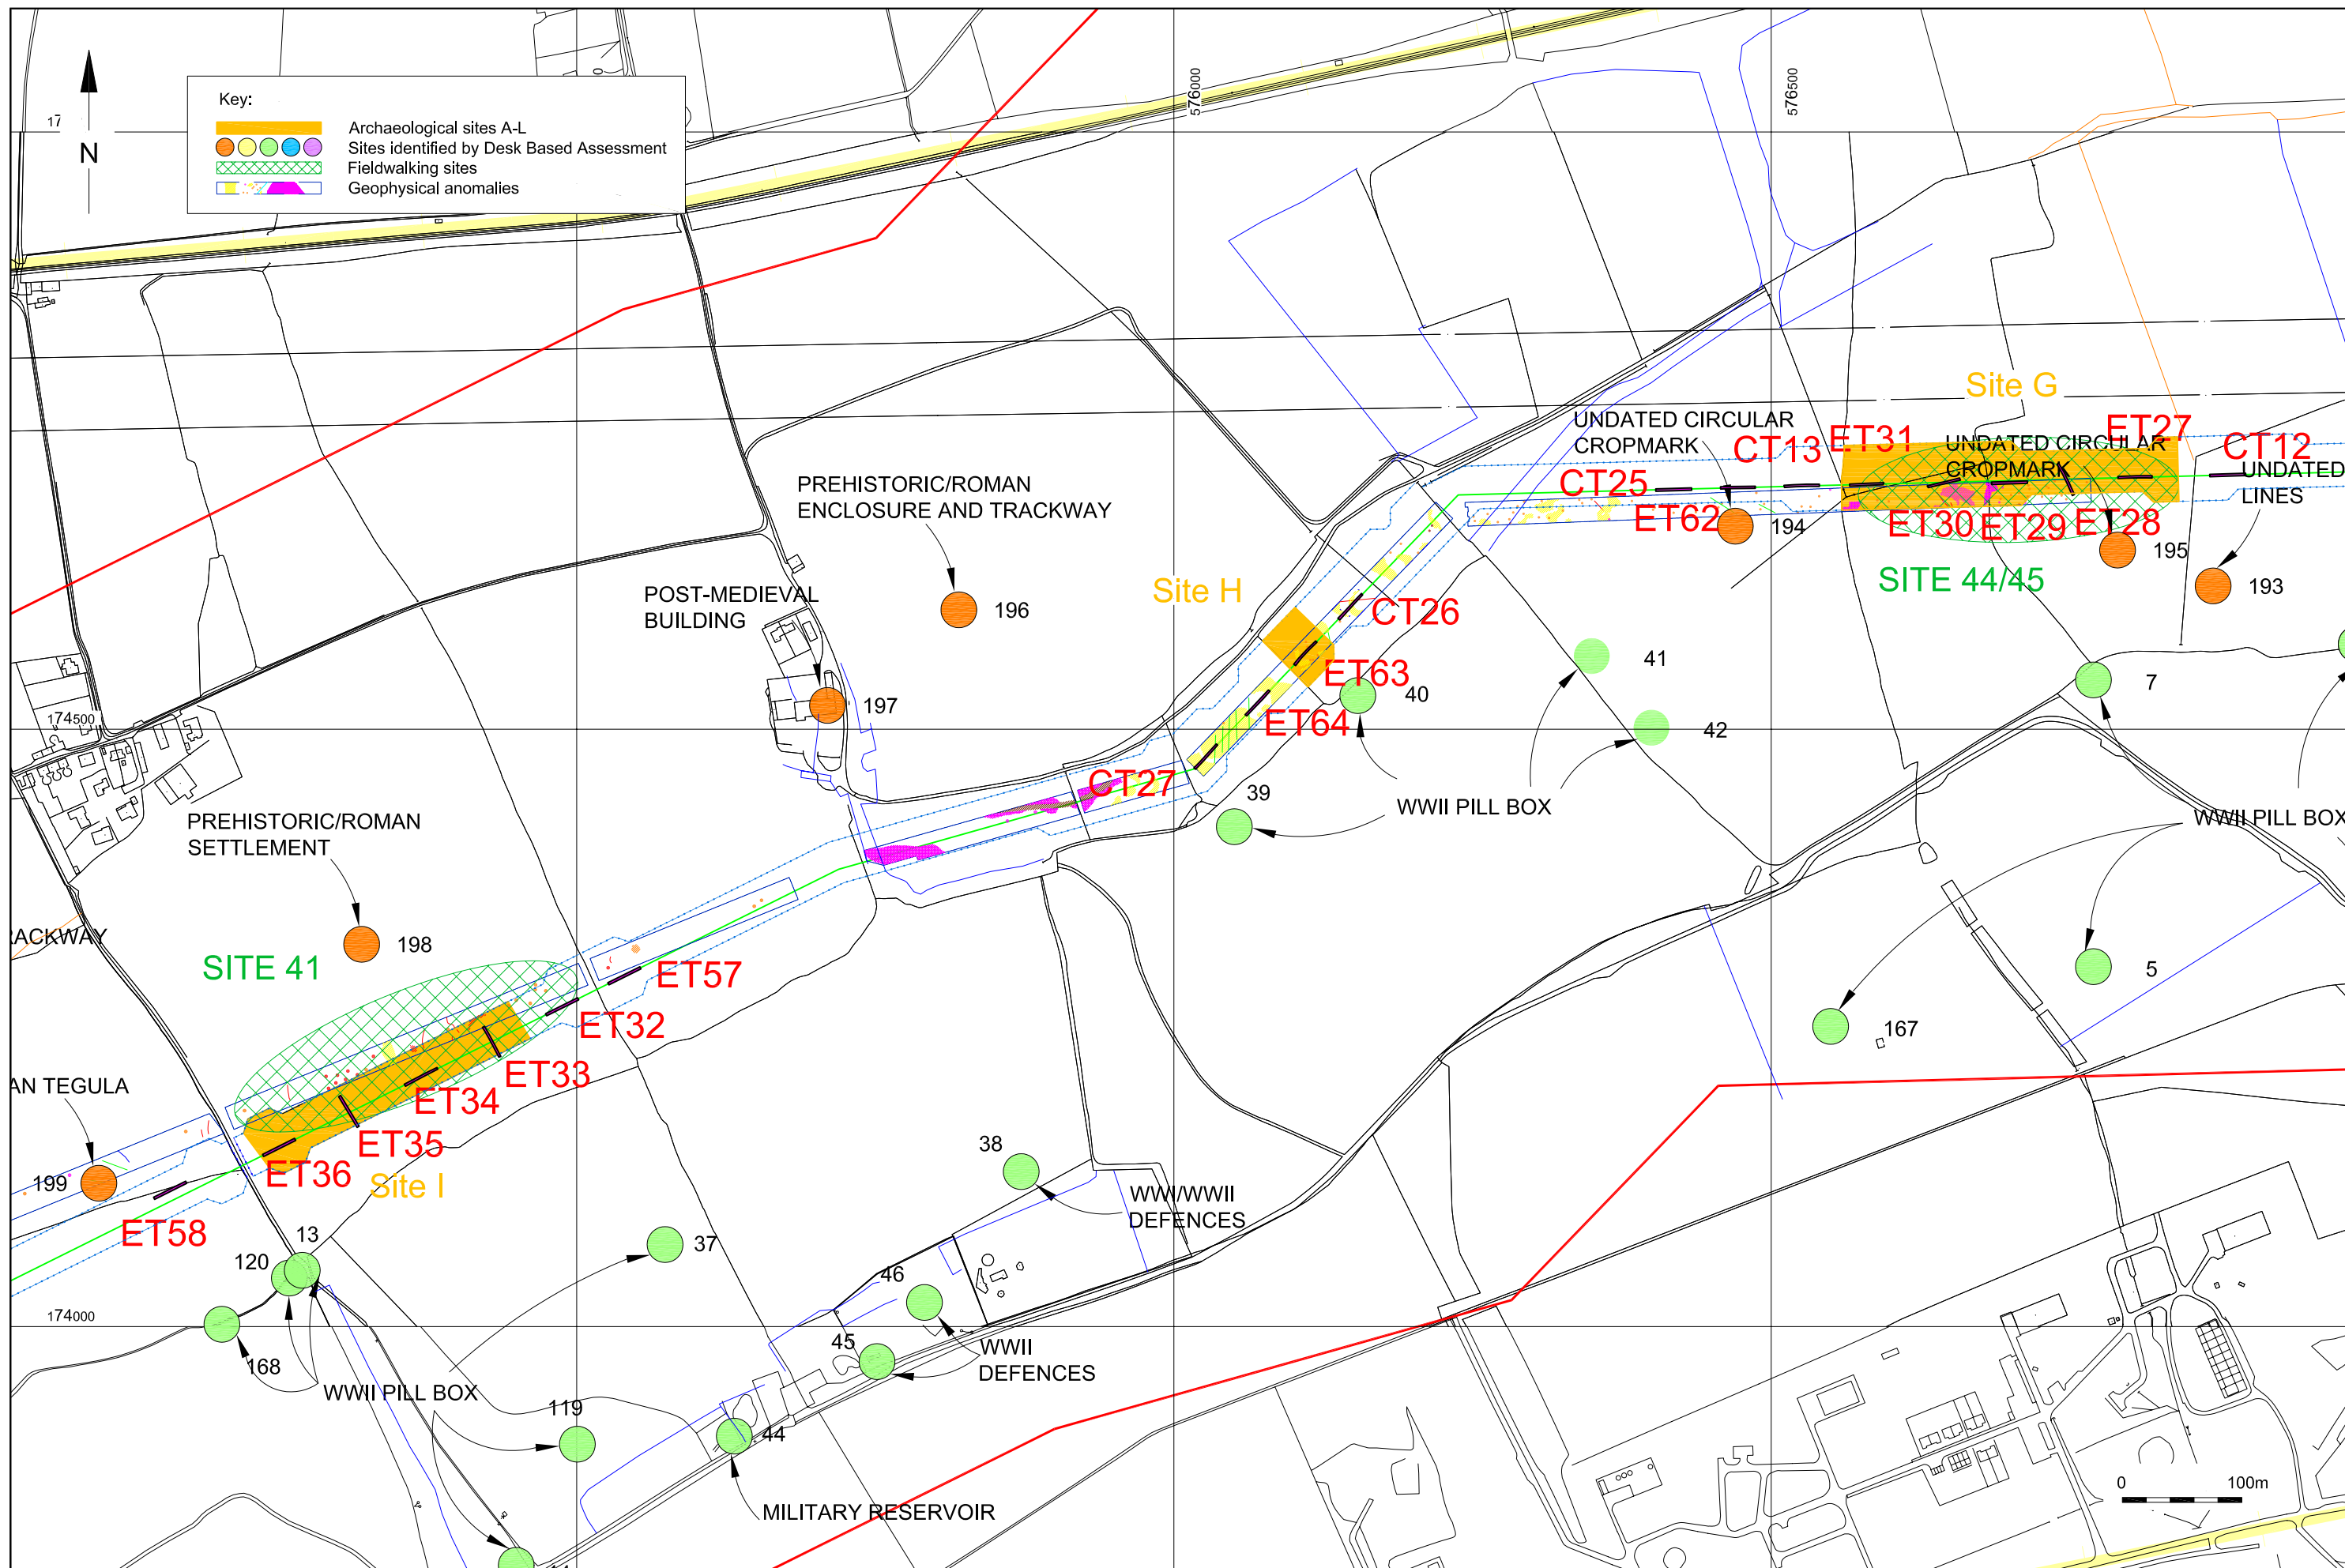 576000
576500
Key:
Archaeological sites A-L
Sites identified by Desk Based Assessment
Fieldwalking sites
Geophysical anomalies
17
N
Site G
UNDATED CIRCULAR
CROPMARK
CT13
ET31
UNDATED CIRCULAR
CROPMARK
ET27
CT12
UNDATED
LINES
CT25
ET62
194
ET30
ET29
ET28
195
193
SITE 44/45
PREHISTORIC/ROMAN
ENCLOSURE AND TRACKWAY
196
POST-MEDIEVAL
BUILDING
197
Site H
CT26
ET63
40
41
42
7
ET64
174500
CT27
39
WWII PILL BOX
WWII PILL BOX
PREHISTORIC/ROMAN
SETTLEMENT
198
RACKWAY
SITE 41
ET57
ET32
ET33
ET34
ET35
ET36
Site I
5
167
AN TEGULA
199
ET58
38
WWI/WWII
DEFENCES
120
13
37
46
174000
168
45
WWII
DEFENCES
WWII PILL BOX
119
44
MILITARY RESERVOIR
0
100m